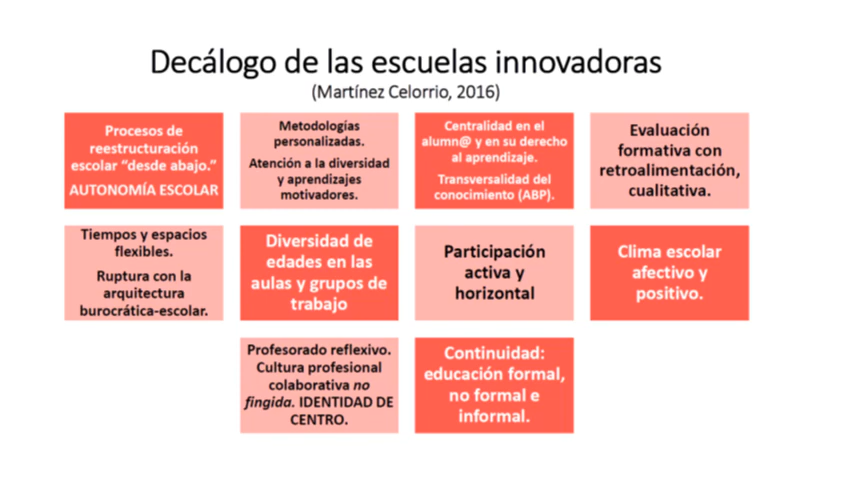 Decálogo de las escuelas innovadoras
(Martínez Celorrio, 2016)
Procesos de
reestructuración
escolar “desde abajo.”
AUTONOMÍA ESCOLAR
Metodologías
personalizadas.
Atención a la diversidad
y aprendizajes
motivadores.
Centralidad en el
alumn@ y en su derecho
al aprendizaje.
Transversalidad del
conocimiento (ABP).
Evaluación
formativa con
retroalimentación,
cualitativa.
Tiempos y espacios
flexibles.
Ruptura con la
arquitectura
burocrática-escolar.
Diversidad de
edades en las
aulas y grupos de
trabajo
Participación
activa y
horizontal
Clima escolar
afectivo y
positivo.
Profesorado reflexivo.
Cultura profesional
colaborativa no
fingida. IDENTIDAD DE
CENTRO.
Continuidad:
educación formal,
no formal e
informal.